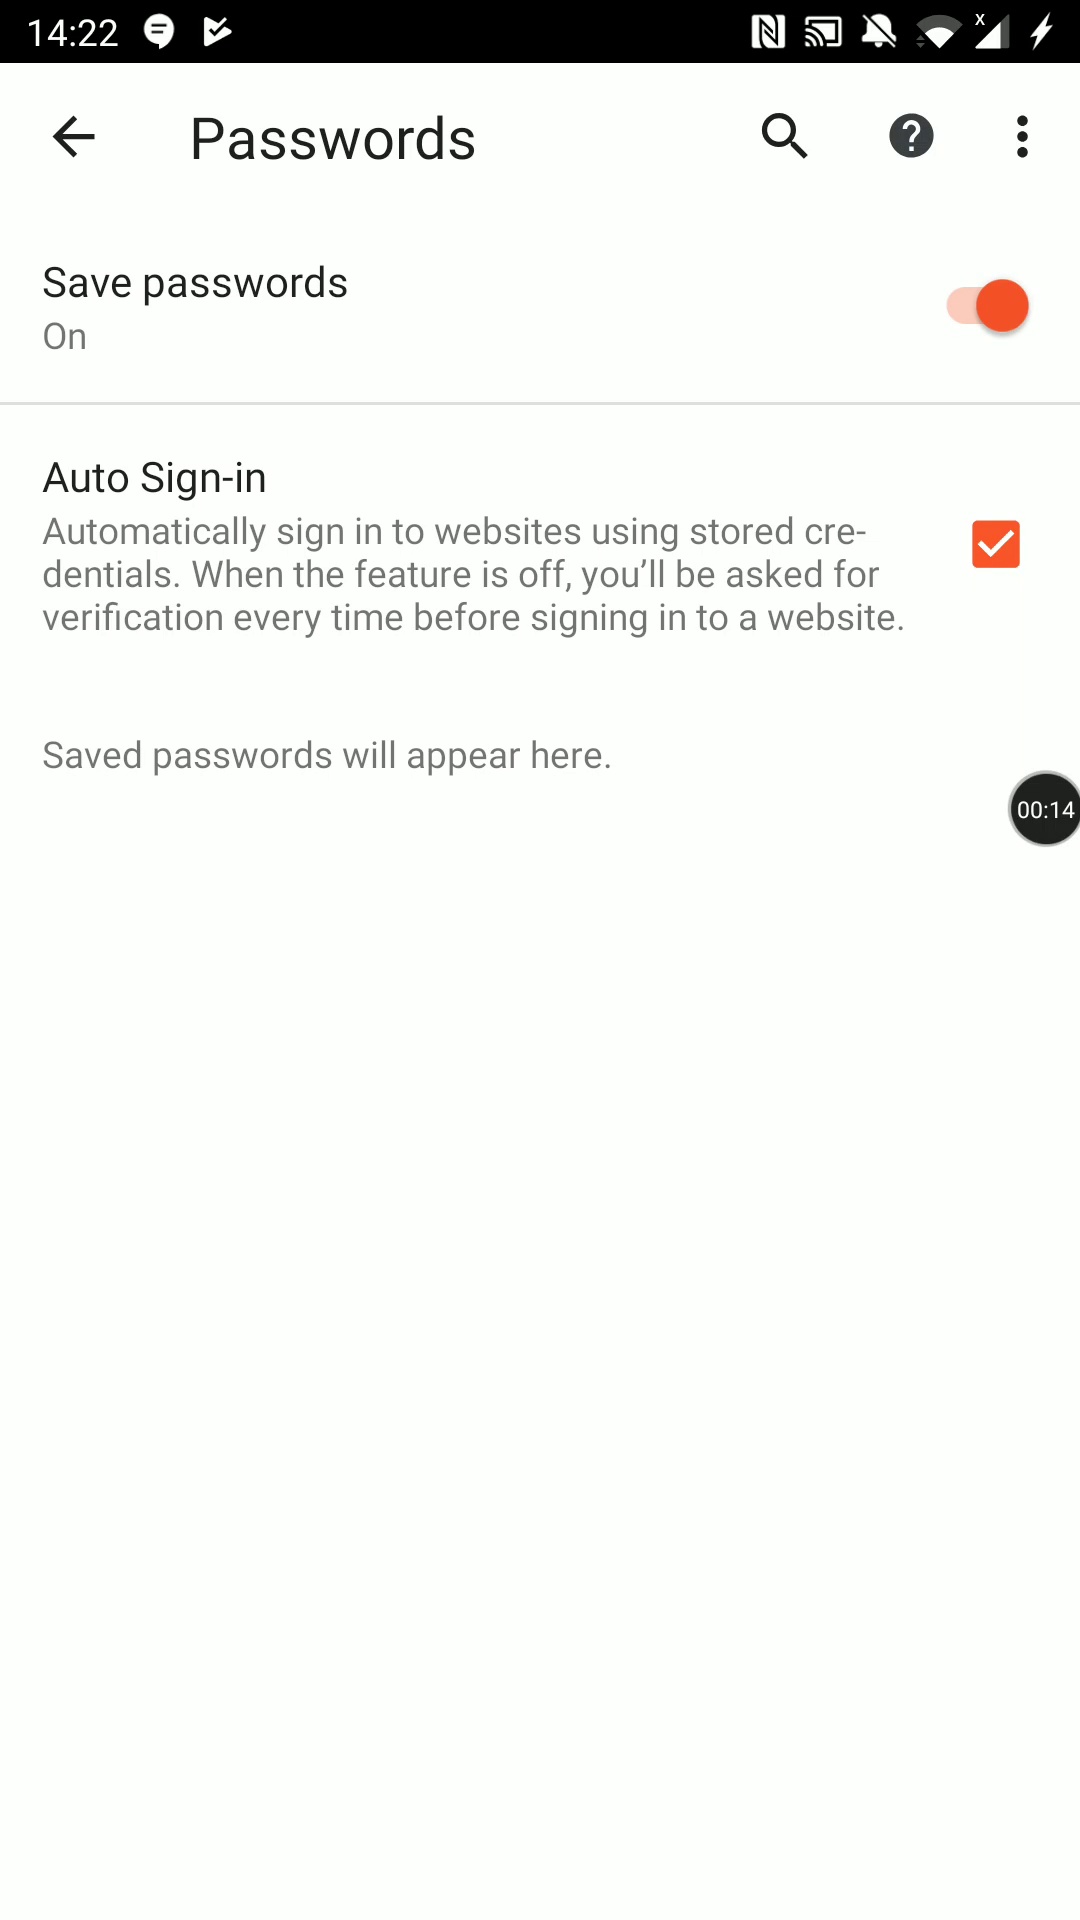 14:22
X
Passwords
Save passwords
On
Auto Sign-in
Automatically sign in to websites using stored cre-
dentials. When the feature is off, you’ll be asked for
verification every time before signing in to a website.
Saved passwords will appear here.
00:14